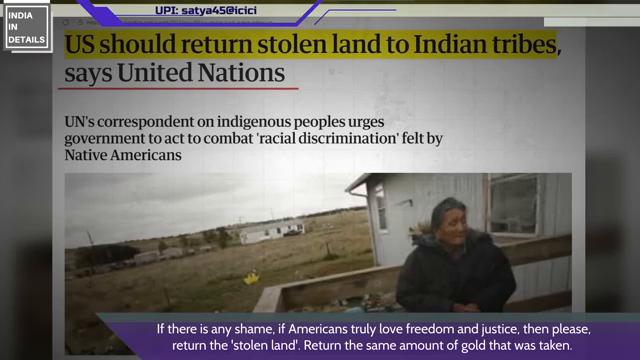 INDIA
IN
DETAILS
UPI: satya45@icici
US should return stolen land to Indian tribes,
says United Nations
UN's correspondent on indigenous peoples urges
government to act to combat 'racial discrimination' felt by
Native Americans
If there is any shame, if Americans truly love freedom and justice, then please,
return the 'stolen land'. Return the same amount of gold that was taken.